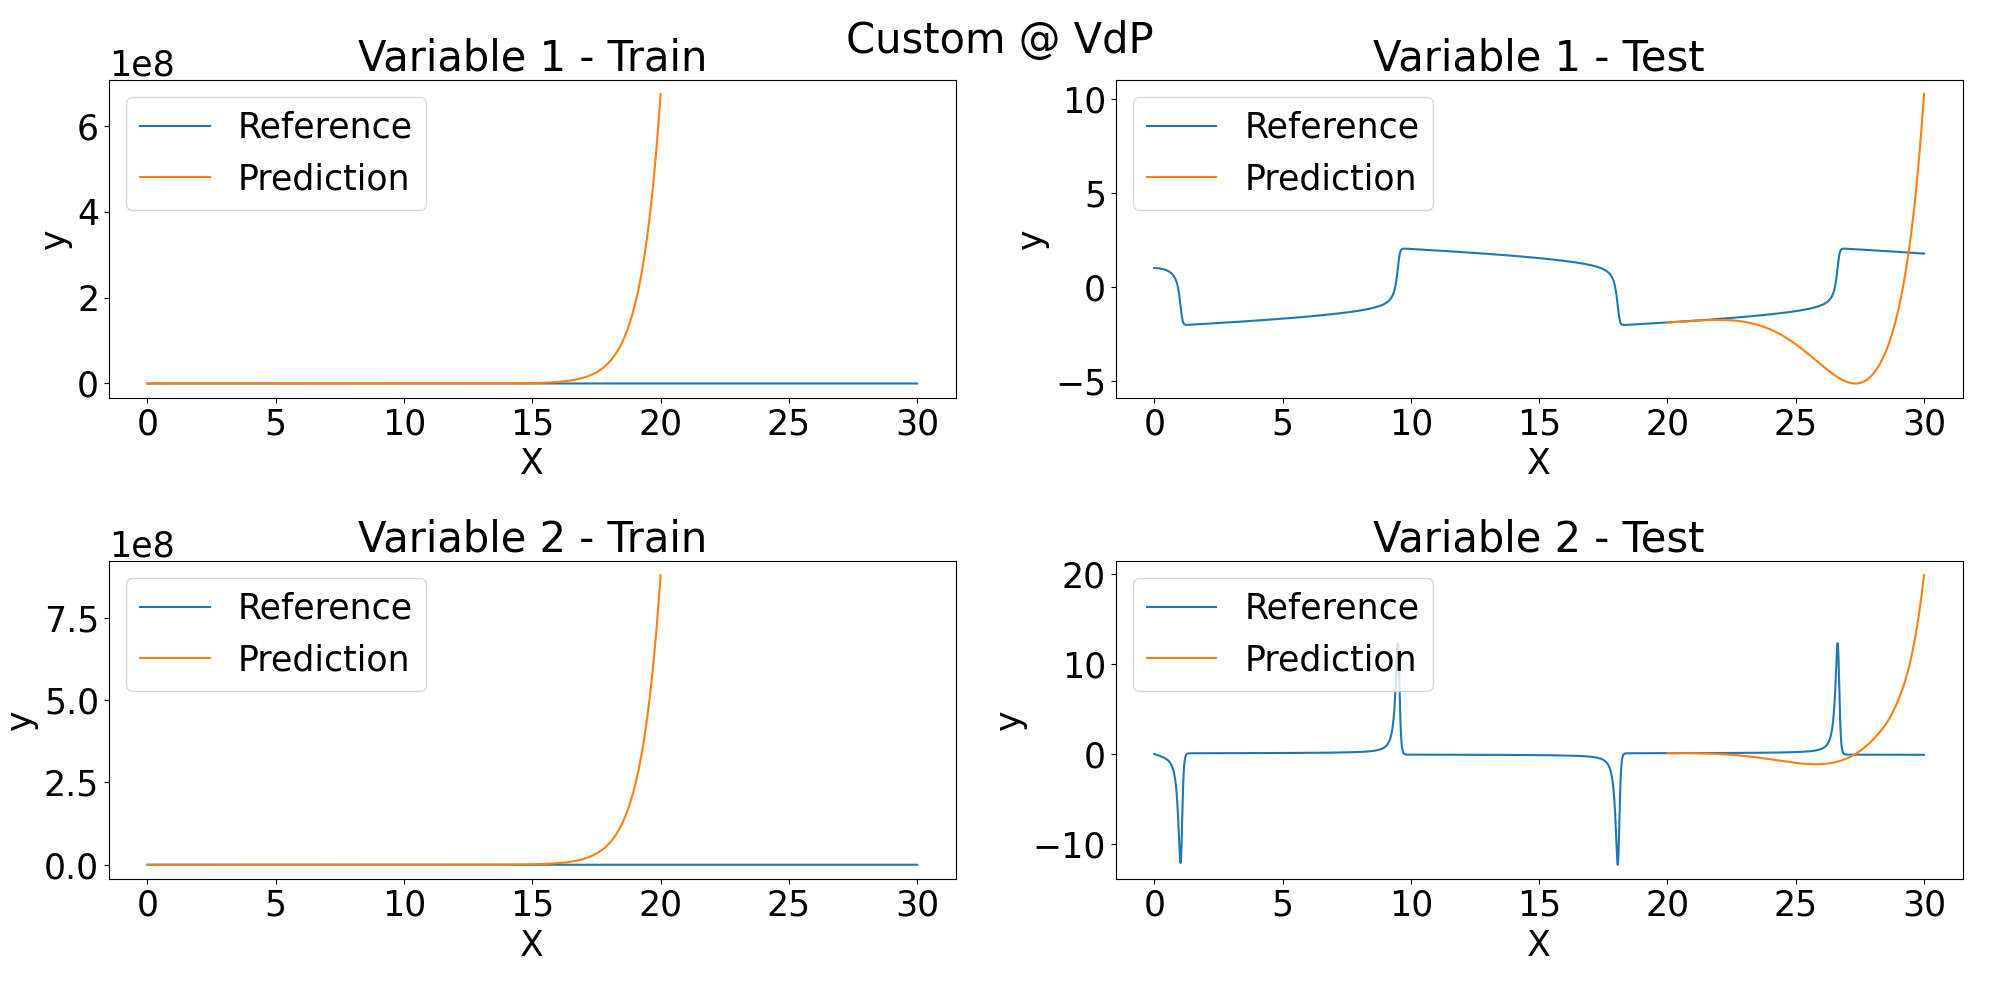 Custom @ VdP
Variable 1 - Train
1e8
6
4
2
0
y
Reference
Prediction
0 5 10 15 20 25 30
X
Variable 1 - Test
10
5
0
−5
y
Reference
Prediction
0 5 10 15 20 25 30
X
Variable 2 - Train
1e8
7.5
5.0
2.5
0.0
y
Reference
Prediction
0 5 10 15 20 25 30
X
Variable 2 - Test
20
10
0
−10
y
Reference
Prediction
0 5 10 15 20 25 30
X